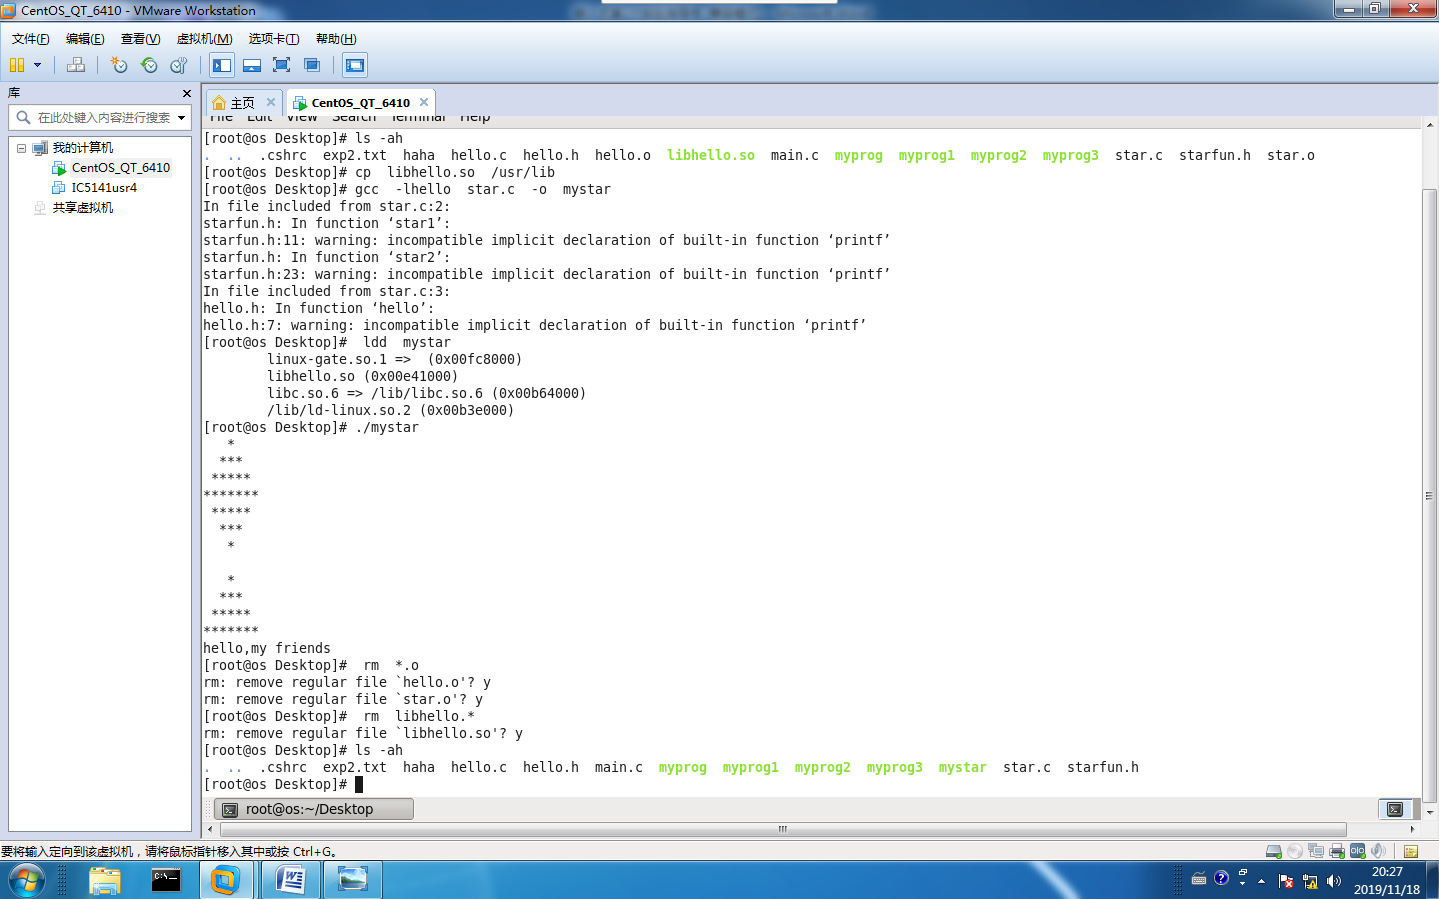 CentOS_QT_6410 - VMware Workstation
文件(F) 编辑(E) 查看(V) 虚拟机(M) 选项卡(T) 帮助(H)
库
在此处键入内容进行搜索
我的计算机
CentOS_QT_6410
IC5141usr4
共享虚拟机
主页 CentOS_QT_6410
File Edit View Search Terminal Help
[root@os Desktop]# ls -ah
. .. .cshrc exp2.txt haha hello.c hello.h hello.o libhello.so main.c myprog myprog1 myprog2 myprog3 star.c starfun.h star.o
[root@os Desktop]# cp  libhello.so  /usr/lib
[root@os Desktop]# gcc  -lhello  star.c  -o  mystar
In file included from star.c:2:
starfun.h: In function ‘star1’:
starfun.h:11: warning: incompatible implicit declaration of built-in function ‘printf’
starfun.h: In function ‘star2’:
starfun.h:23: warning: incompatible implicit declaration of built-in function ‘printf’
In file included from star.c:3:
hello.h: In function ‘hello’:
hello.h:7: warning: incompatible implicit declaration of built-in function ‘printf’
[root@os Desktop]#  ldd  mystar
        linux-gate.so.1 =>  (0x00fc8000)
        libhello.so (0x00e41000)
        libc.so.6 => /lib/libc.so.6 (0x00b64000)
        /lib/ld-linux.so.2 (0x00b3e000)
[root@os Desktop]# ./mystar
   *
  ***
 *****
*******
 *****
  ***
   *

   *
  ***
 *****
*******
hello,my friends
[root@os Desktop]#  rm  *.o
rm: remove regular file `hello.o'? y
rm: remove regular file `star.o'? y
[root@os Desktop]#  rm  libhello.*
rm: remove regular file `libhello.so'? y
[root@os Desktop]# ls -ah
. .. .cshrc exp2.txt haha hello.c hello.h main.c myprog myprog1 myprog2 myprog3 mystar star.c starfun.h
[root@os Desktop]#
root@os:~/Desktop
要将输入定向到该虚拟机，请将鼠标指针移入其中或按 Ctrl+G。
20:27
2019/11/18